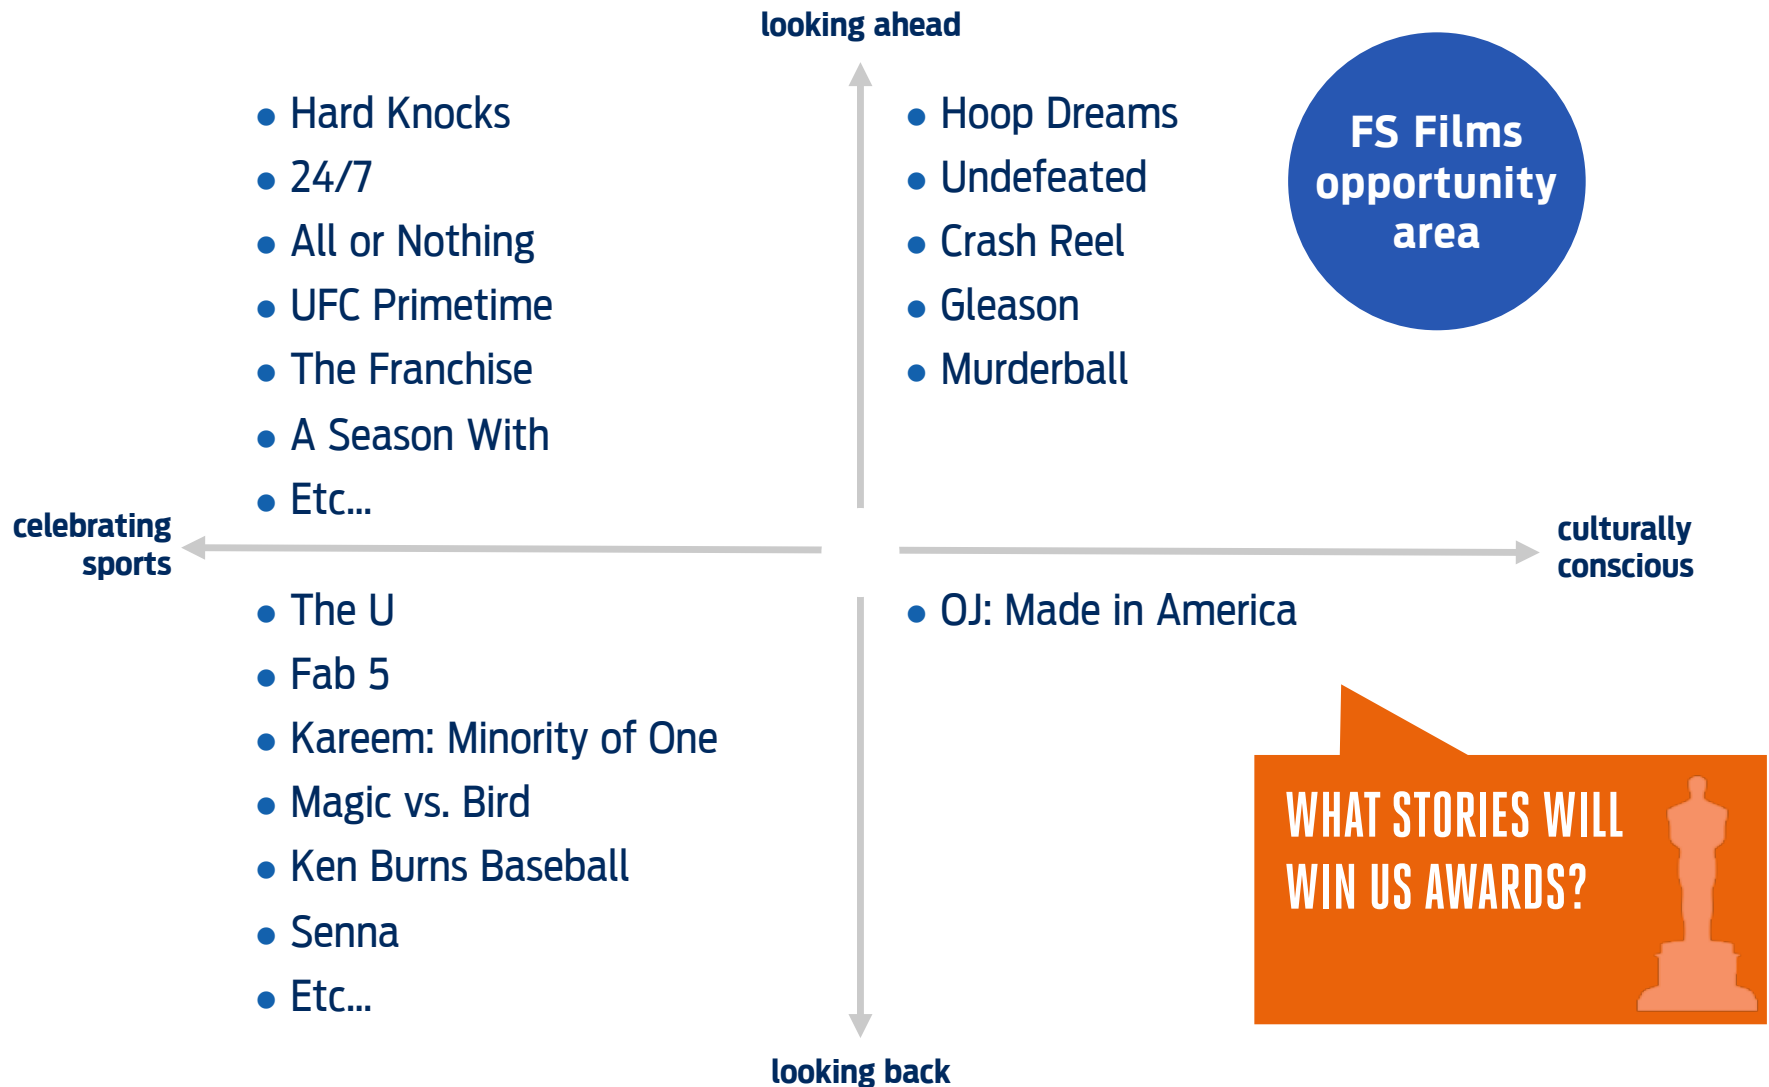 looking ahead
• Hard Knocks
• 24/7
• All or Nothing
• UFC Primetime
• The Franchise
• A Season With
• Etc...
• Hoop Dreams
• Undefeated
• Crash Reel
• Gleason
• Murderball
FS Films
opportunity
area
celebrating
sports
culturally
conscious
• The U
• Fab 5
• Kareem: Minority of One
• Magic vs. Bird
• Ken Burns Baseball
• Senna
• Etc...
• OJ: Made in America
WHAT STORIES WILL
WIN US AWARDS?
looking back